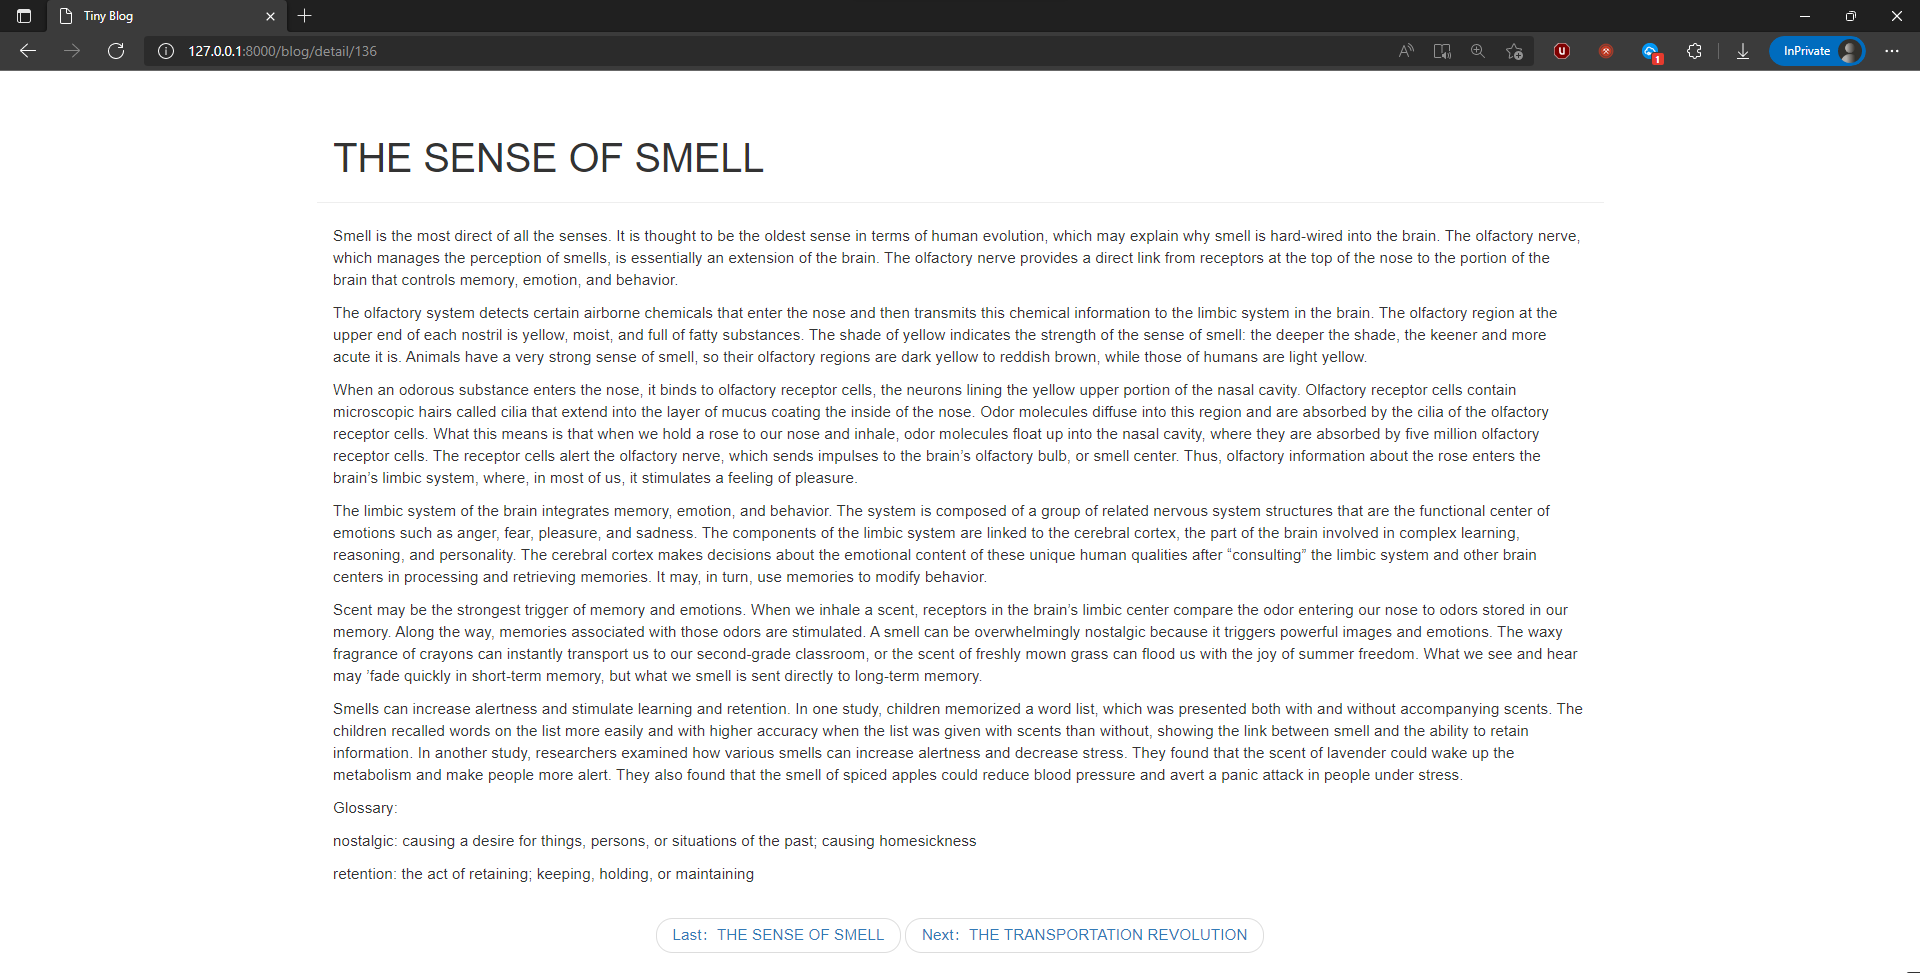 Tiny Blog
127.0.0.1:8000/blog/detail/136
1
InPrivate
THE SENSE OF SMELL
Smell is the most direct of all the senses. It is thought to be the oldest sense in terms of human evolution, which may explain why smell is hard-wired into the brain. The olfactory nerve,
which manages the perception of smells, is essentially an extension of the brain. The olfactory nerve provides a direct link from receptors at the top of the nose to the portion of the
brain that controls memory, emotion, and behavior.
The olfactory system detects certain airborne chemicals that enter the nose and then transmits this chemical information to the limbic system in the brain. The olfactory region at the
upper end of each nostril is yellow, moist, and full of fatty substances. The shade of yellow indicates the strength of the sense of smell: the deeper the shade, the keener and more
acute it is. Animals have a very strong sense of smell, so their olfactory regions are dark yellow to reddish brown, while those of humans are light yellow.
When an odorous substance enters the nose, it binds to olfactory receptor cells, the neurons lining the yellow upper portion of the nasal cavity. Olfactory receptor cells contain
microscopic hairs called cilia that extend into the layer of mucus coating the inside of the nose. Odor molecules diffuse into this region and are absorbed by the cilia of the olfactory
receptor cells. What this means is that when we hold a rose to our nose and inhale, odor molecules float up into the nasal cavity, where they are absorbed by five million olfactory
receptor cells. The receptor cells alert the olfactory nerve, which sends impulses to the brain’s olfactory bulb, or smell center. Thus, olfactory information about the rose enters the
brain’s limbic system, where, in most of us, it stimulates a feeling of pleasure.
The limbic system of the brain integrates memory, emotion, and behavior. The system is composed of a group of related nervous system structures that are the functional center of
emotions such as anger, fear, pleasure, and sadness. The components of the limbic system are linked to the cerebral cortex, the part of the brain involved in complex learning,
reasoning, and personality. The cerebral cortex makes decisions about the emotional content of these unique human qualities after “consulting” the limbic system and other brain
centers in processing and retrieving memories. It may, in turn, use memories to modify behavior.
Scent may be the strongest trigger of memory and emotions. When we inhale a scent, receptors in the brain’s limbic center compare the odor entering our nose to odors stored in our
memory. Along the way, memories associated with those odors are stimulated. A smell can be overwhelmingly nostalgic because it triggers powerful images and emotions. The waxy
fragrance of crayons can instantly transport us to our second-grade classroom, or the scent of freshly mown grass can flood us with the joy of summer freedom. What we see and hear
may ’fade quickly in short-term memory, but what we smell is sent directly to long-term memory.
Smells can increase alertness and stimulate learning and retention. In one study, children memorized a word list, which was presented both with and without accompanying scents. The
children recalled words on the list more easily and with higher accuracy when the list was given with scents than without, showing the link between smell and the ability to retain
information. In another study, researchers examined how various smells can increase alertness and decrease stress. They found that the scent of lavender could wake up the
metabolism and make people more alert. They also found that the smell of spiced apples could reduce blood pressure and avert a panic attack in people under stress.
Glossary:
nostalgic: causing a desire for things, persons, or situations of the past; causing homesickness
retention: the act of retaining; keeping, holding, or maintaining
Last：THE SENSE OF SMELL
Next：THE TRANSPORTATION REVOLUTION